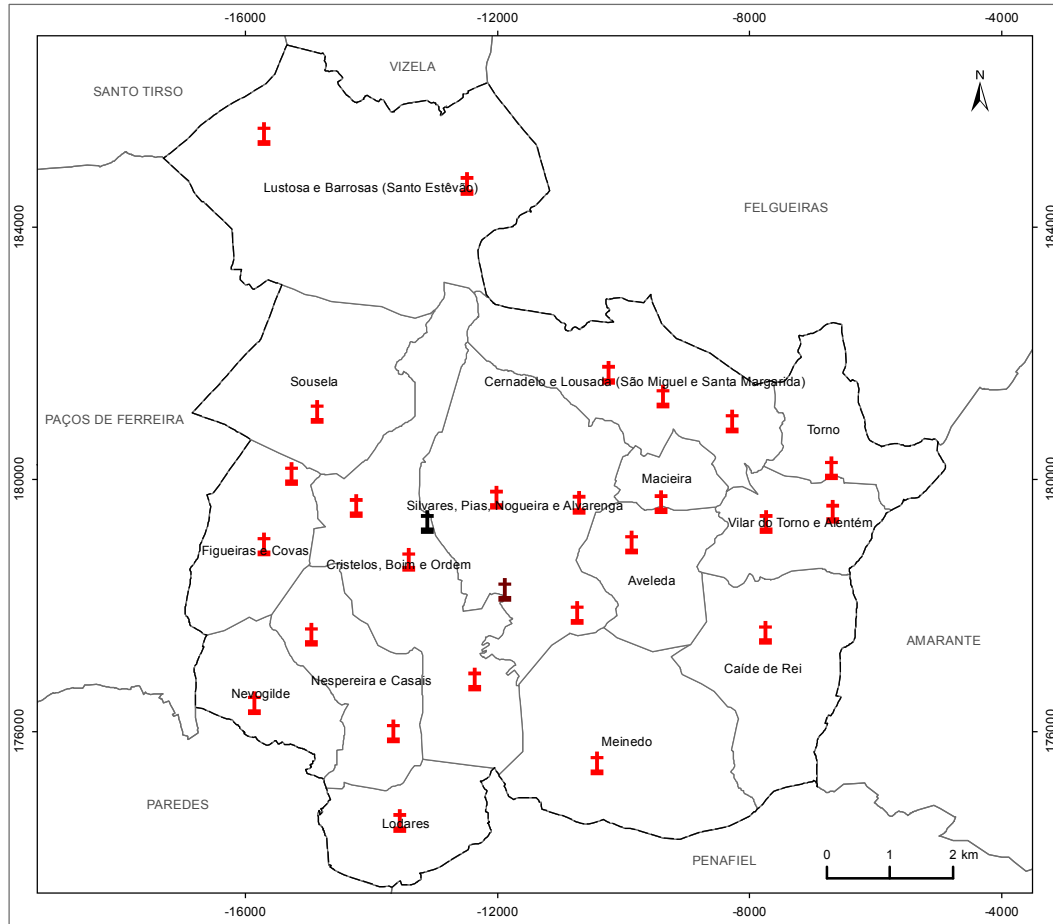 -16000
-12000
-8000
-4000
VIZELA
SANTO TIRSO
N
Lustosa e Barrosas (Santo Estêvão)
FELGUEIRAS
184000
184000
Sousela
Cernadelo e Lousada (São Miguel e Santa Margarida)
PAÇOS DE FERREIRA
Torno
180000
Macieira
180000
Silvares, Pias, Nogueira e Alvarenga
Vilar do Torno e Alentém
Figueiras e Covas
Cristelos, Boim e Ordem
Aveleda
AMARANTE
Caíde de Rei
Nespereira e Casais
Nevogilde
176000
Meinedo
176000
PAREDES
Lodares
PENAFIEL
0 1 2 km
-16000
-12000
-8000
-4000